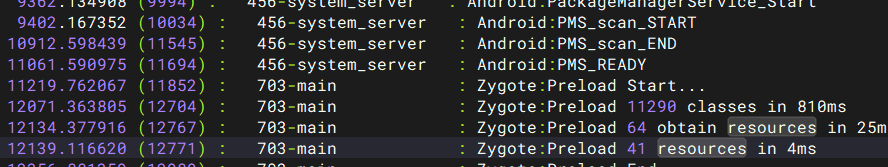 9362.134908 (9994) : 456-system_server : Android:PackageManagerService_Start
9402.167352 (10034) : 456-system_server : Android:PMS_scan_START
10912.598439 (11545) : 456-system_server : Android:PMS_scan_END
11061.590975 (11694) : 456-system_server : Android:PMS_READY
11219.762067 (11852) : 703-main : Zygote:Preload Start...
12071.363805 (12704) : 703-main : Zygote:Preload 11290 classes in 810ms
12134.377916 (12767) : 703-main : Zygote:Preload 64 obtain resources in 25m
12139.116620 (12771) : 703-main : Zygote:Preload 41 resources in 4ms
703-main : Zygote:Preload End